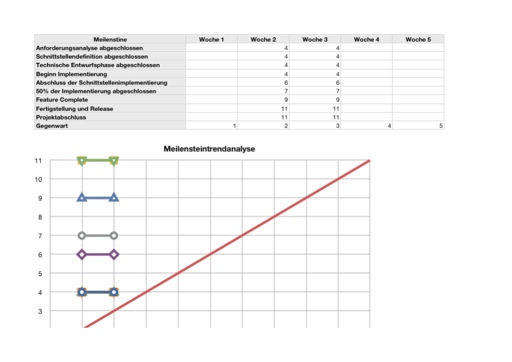 Meilenstine Woche 1 Woche 2 Woche 3 Woche 4 Woche 5
Anforderungsanalyse abgeschlossen 4 4
Schnittstellendefinition abgeschlossen 4 4
Technische Entwurfsphase abgeschlossen 4 4
Beginn Implementierung 4 4
Abschluss der Schnittstellenimplementierung 6 6
50% der Implementierung abgeschlossen 7 7
Feature Complete 9 9
Fertigstellung und Release 11 11
Projektabschluss 11 11
Gegenwart 1 2 3 4 5
Meilensteintrendanalyse
11
10
9
8
7
6
5
4
3